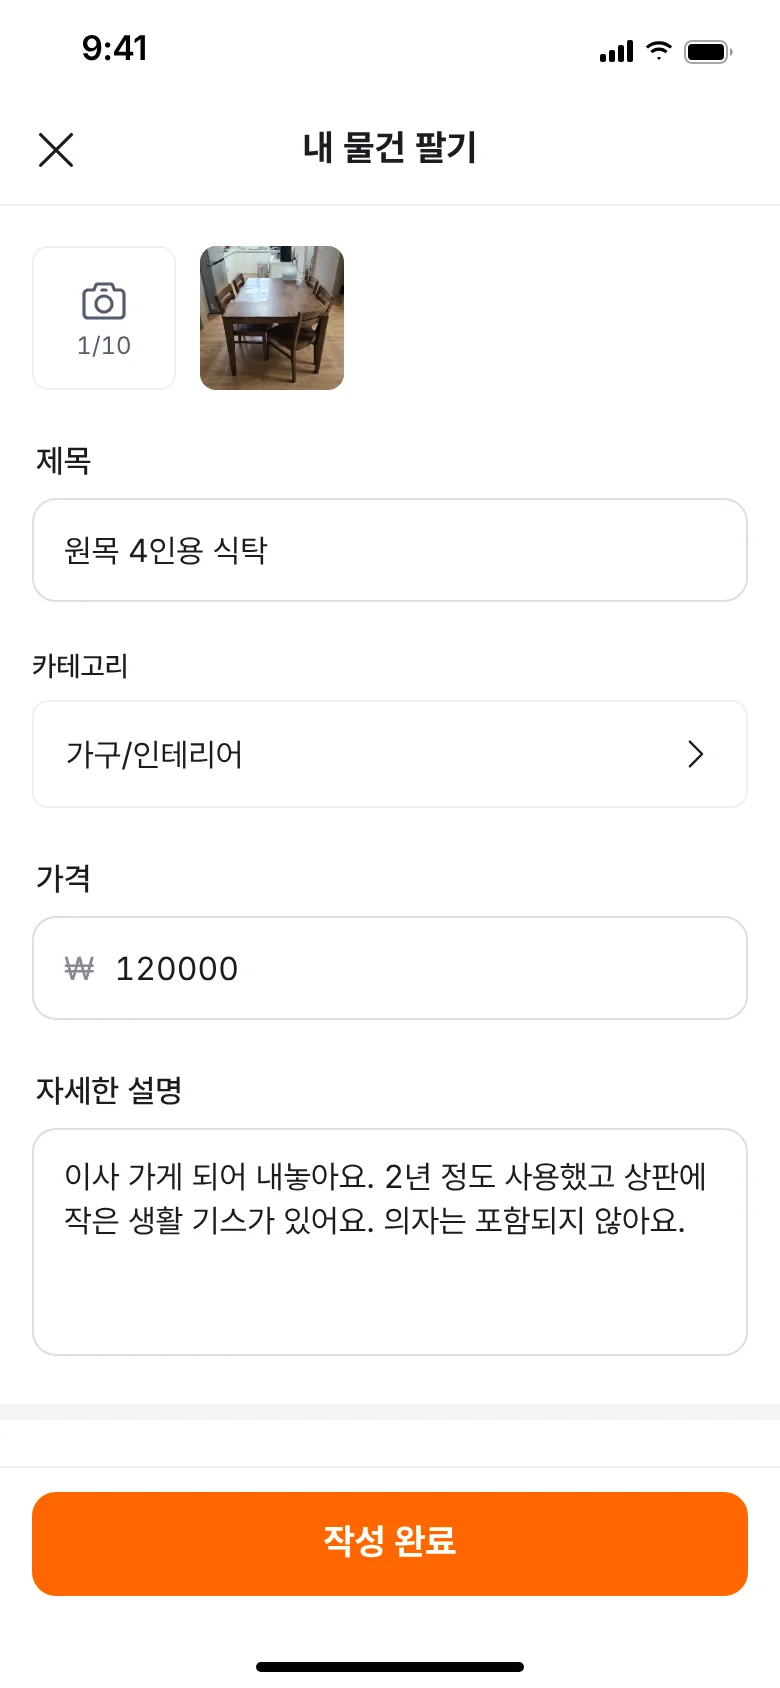 9:41
내 물건 팔기
1/10
제목
원목 4인용 식탁
카테고리
가구/인테리어
가격
₩ 120000
자세한 설명
이사 가게 되어 내놓아요. 2년 정도 사용했고 상판에
작은 생활 기스가 있어요. 의자는 포함되지 않아요.
작성 완료